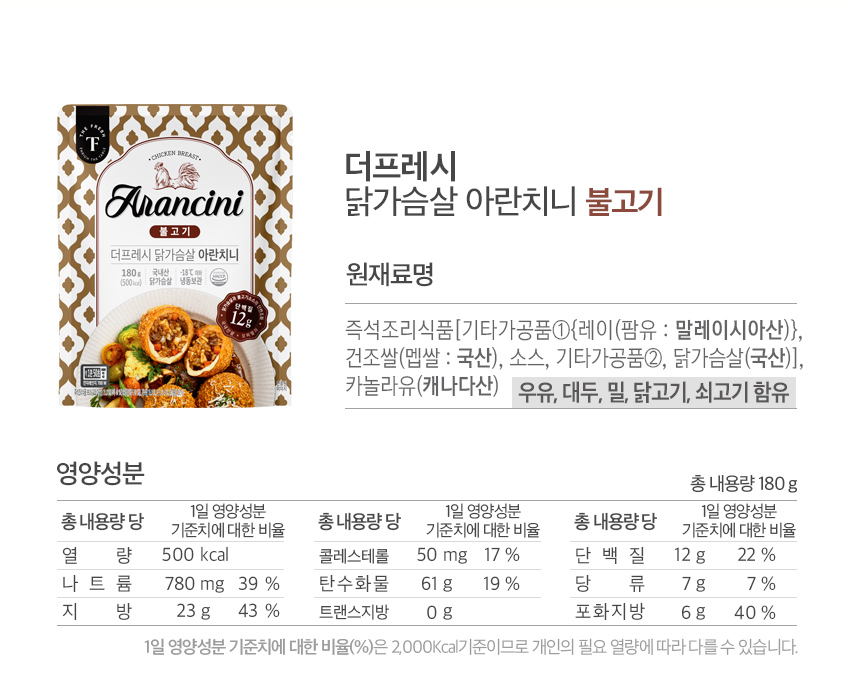 THE FRESH
T
CHICKEN BREAST
Arancini
불고기
더프레시 닭가슴살 아란치니
180g
(500kcal)
국내산
닭가슴살
-18℃ 이하
냉동보관
단백질
12g
더프레시
닭가슴살 아란치니 불고기
원재료명
즉석조리식품[기타가공품①{레이(팜유 : 말레이시아산)},
건조쌀(멥쌀 : 국산), 소스, 기타가공품②, 닭가슴살(국산)],
카놀라유(캐나다산) 우유, 대두, 밀, 닭고기, 쇠고기 함유
영양성분
총 내용량 180 g
총 내용량 당 1일 영양성분 기준치에 대한 비율 총 내용량 당 1일 영양성분 기준치에 대한 비율 총 내용량 당 1일 영양성분 기준치에 대한 비율
열 량 500 kcal 콜레스테롤 50 mg 17 % 단 백 질 12 g 22 %
나 트 륨 780 mg 39 % 탄수화물 61 g 19 % 당 류 7 g 7 %
지 방 23 g 43 % 트랜스지방 0 g 포화지방 6 g 40 %
1일 영양성분 기준치에 대한 비율(%)은 2,000Kcal기준이므로 개인의 필요 열량에 따라 다를 수 있습니다.